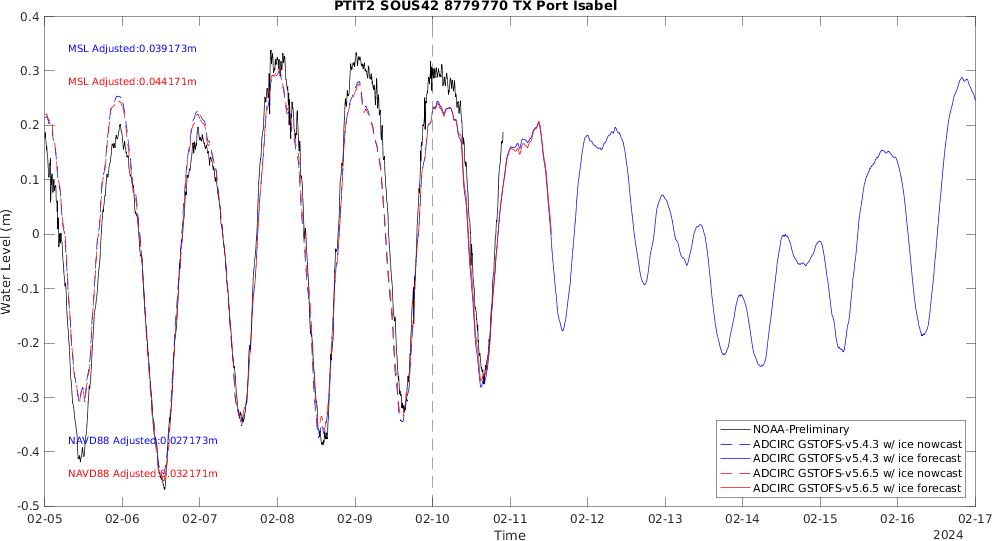 PTIT2 SOUS42 8779770 TX Port Isabel
0.4
0.3
0.2
0.1
0
-0.1
-0.2
-0.3
-0.4
-0.5
Water Level (m)
MSL Adjusted:0.039173m
MSL Adjusted:0.044171m
NAVD88 Adjusted:0.027173m
NAVD88 Adjusted:0.032171m
NOAA-Preliminary
ADCIRC GSTOFS-v5.4.3 w/ ice nowcast
ADCIRC GSTOFS-v5.4.3 w/ ice forecast
ADCIRC GSTOFS-v5.6.5 w/ ice nowcast
ADCIRC GSTOFS-v5.6.5 w/ ice forecast
02-05 02-06 02-07 02-08 02-09 02-10 02-11 02-12 02-13 02-14 02-15 02-16 02-17
Time
2024